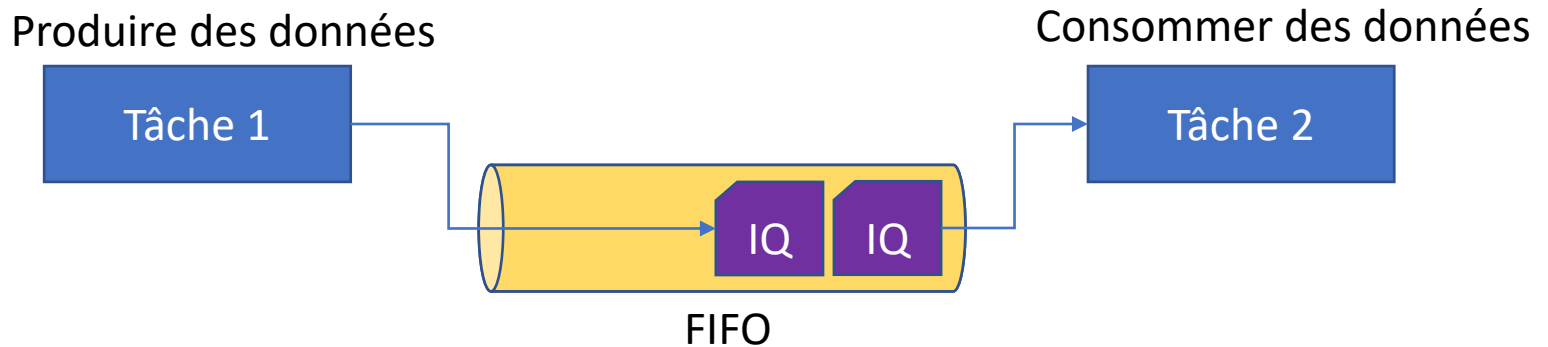 Produire des données
Consommer des données
Tâche 1
Tâche 2
IQ
IQ
FIFO